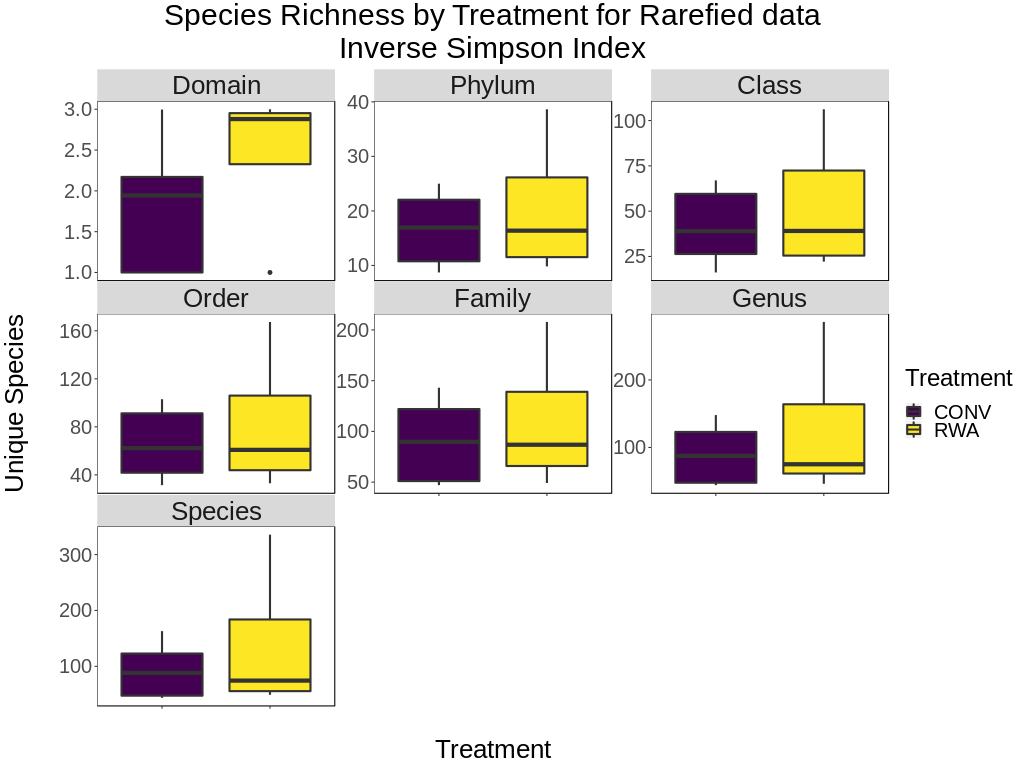 Species Richness by Treatment for Rarefied data
Inverse Simpson Index
Domain
Phylum
Class
3.0
2.5
2.0
1.5
1.0
40
30
20
10
100
75
50
25
Order
Family
Genus
160
120
80
40
200
150
100
50
200
100
Species
300
200
100
Unique Species
Treatment
Treatment
CONV
RWA